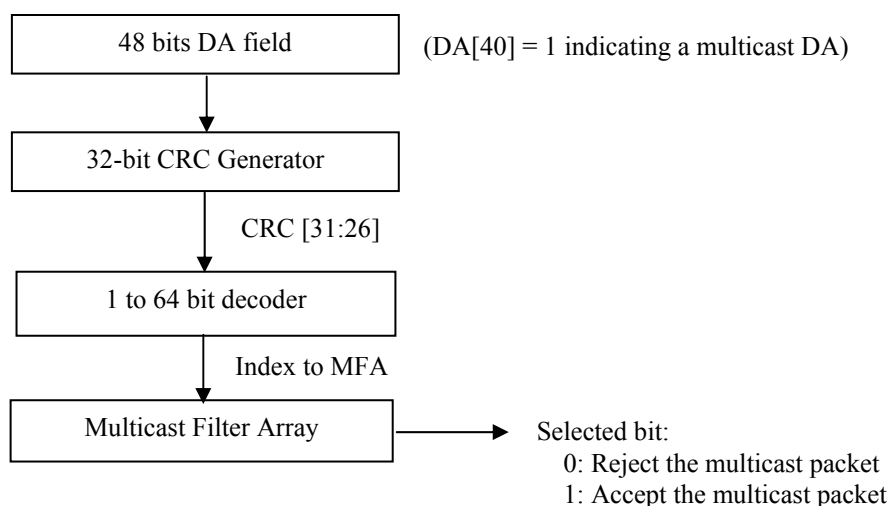 48 bits DA field
(DA[40] = 1 indicating a multicast DA)
32-bit CRC Generator
CRC [31:26]
1 to 64 bit decoder
Index to MFA
Multicast Filter Array
Selected bit:
0: Reject the multicast packet
1: Accept the multicast packet